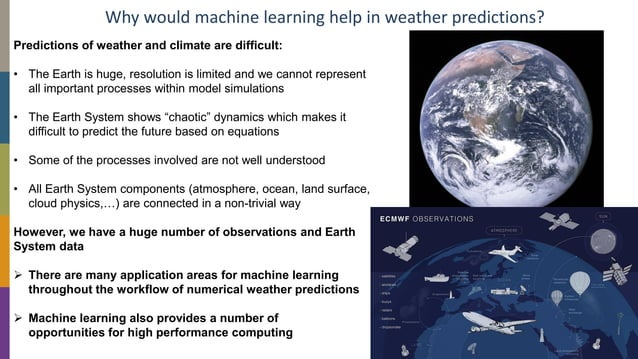 Why would machine learning help in weather predictions?
Predictions of weather and climate are difficult:
• The Earth is huge, resolution is limited and we cannot represent
all important processes within model simulations
• The Earth System shows “chaotic” dynamics which makes it
difficult to predict the future based on equations
• Some of the processes involved are not well understood
• All Earth System components (atmosphere, ocean, land surface,
cloud physics,…) are connected in a non-trivial way
However, we have a huge number of observations and Earth
System data
➢ There are many application areas for machine learning
throughout the workflow of numerical weather predictions
➢ Machine learning also provides a number of
opportunities for high performance computing
ECMWF OBSERVATIONS
ATMOSPHERE
SUN